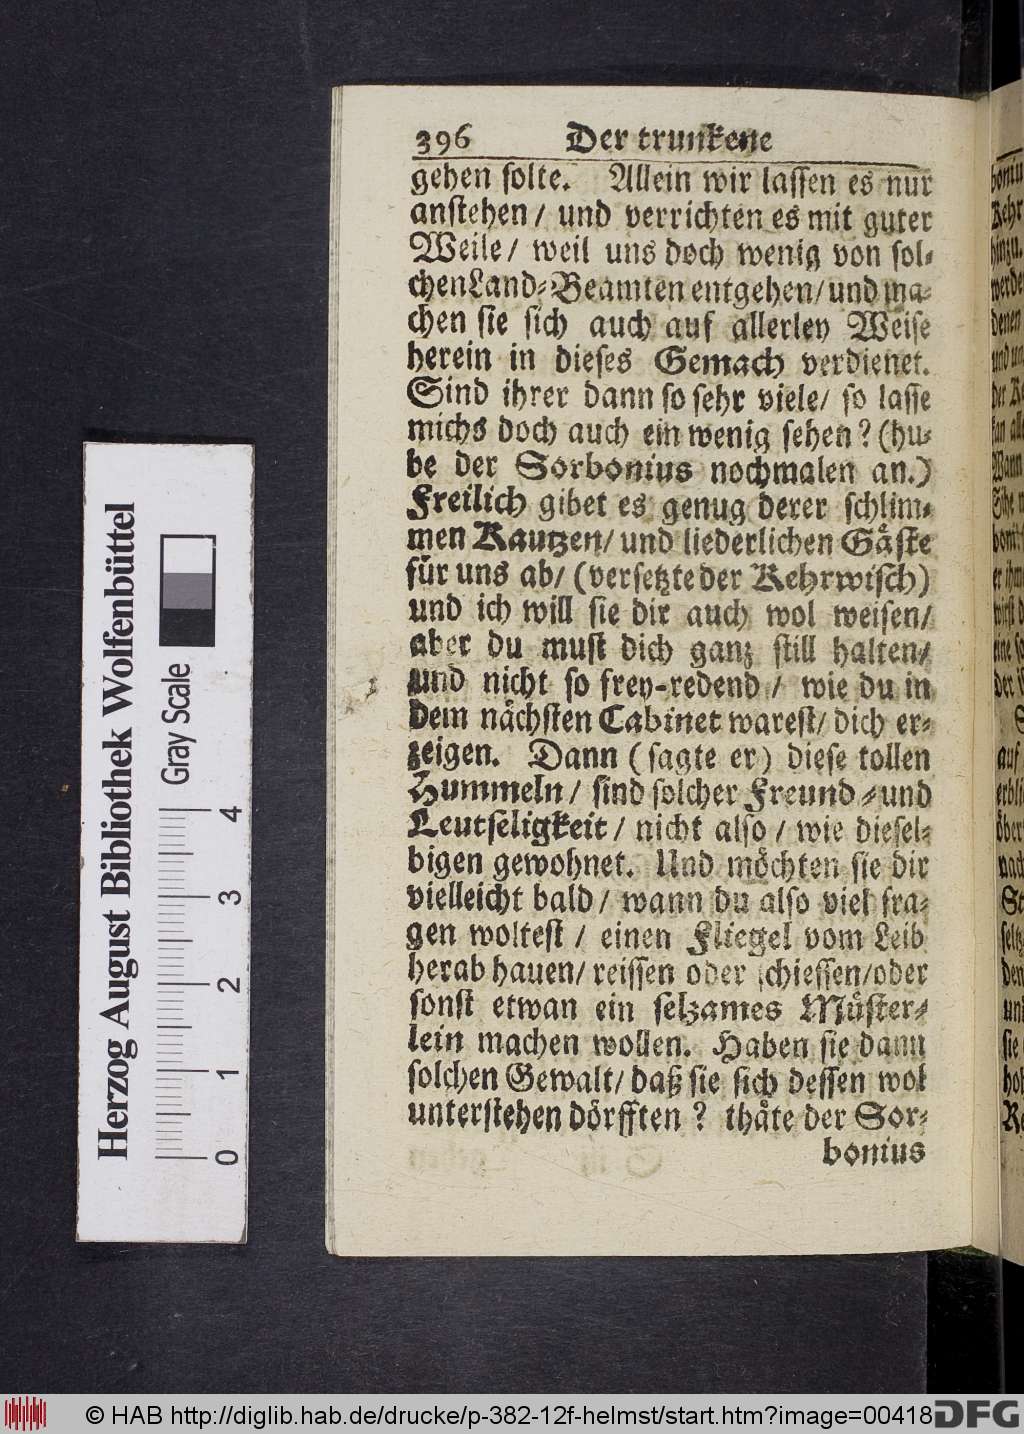 396 Der trunkene
gehen solte. Allein wir lassen es nur
anstehen / und verrichten es mit guter
Weile / weil uns doch wenig von sol⸗
chen Land⸗Beamten entgehen / und ma⸗
chen sie sich auch auf allerley Weise
herein in dieses Gemach verdienet.
Sind ihrer dann so sehr viele / so lasse
michs doch auch ein wenig sehen? (hu⸗
be der Sorbonius nochmalen an.)
Freilich gibet es genug derer schlim⸗
men Kautzen / und liederlichen Gäste
für uns ab / (versetzte der Kehrwisch)
und ich will sie dir auch wol weisen /
aber du must dich ganz still halten /
und nicht so frey-redend / wie du in
dem nächsten Cabinet warest / dich er⸗
zeigen. Dann (sagte er) diese tollen
Hummeln / sind solcher Freund⸗und
Leutseligkeit / nicht also / wie diesel⸗
bigen gewohnet. Und möchten sie dir
vielleicht bald / wann du also viel fra⸗
gen woltest / einen Fliegel vom Leib
herab hauen / reissen oder schiessen / oder
sonst etwan ein selzames Müster⸗
lein machen wollen. Haben sie dann
solchen Gewalt / daß sie sich dessen wol
unterstehen dörfften? thäte der Sor⸗
bonius
Herzog August Bibliothek Wolfenbüttel
Gray Scale
0 1 2 3 4
© HAB http://diglib.hab.de/drucke/p-382-12f-helmst/start.htm?image=00418
DFG